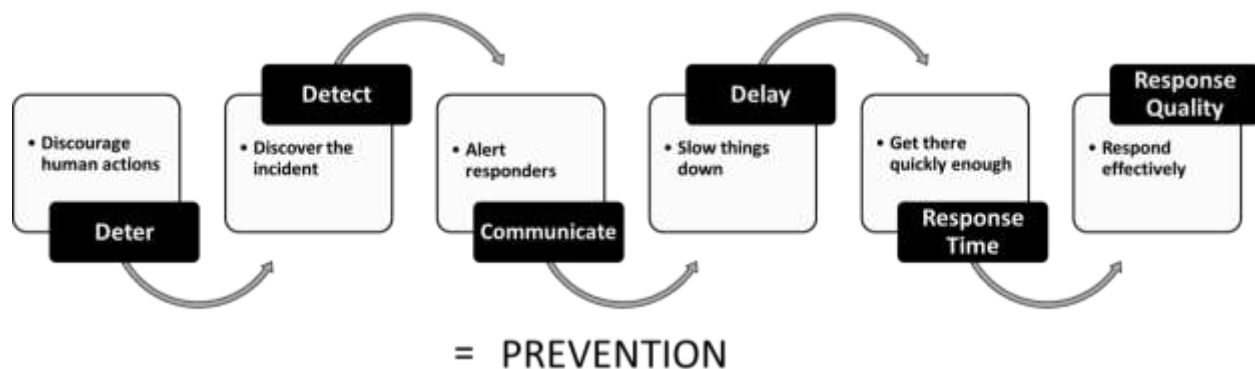 • Discourage
human actions
Deter
Detect
• Discover the
incident
• Alert
responders
Communicate
Delay
• Slow things
down
• Get there
quickly enough
Response
Time
Response
Quality
• Respond
effectively
= PREVENTION